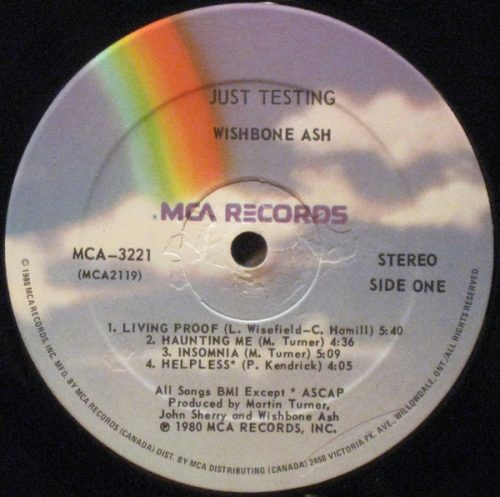 JUST TESTING
WISHBONE ASH
MCA RECORDS
MCA-3221
(MCA2119)
STEREO
SIDE ONE
1. LIVING PROOF (L. Wisefield-C. Hamill) 5:40
2. HAUNTING ME (M. Turner) 4:36
3. INSOMNIA (M. Turner) 5:09
4. HELPLESS* (P. Kendrick) 4:05
All Songs BMI Except * ASCAP
Produced by Martin Turner,
John Sherry and Wishbone Ash
℗ 1980 MCA RECORDS, INC.
© 1980 MCA RECORDS, INC. MFG. BY MCA RECORDS (CANADA) DIST. BY MCA DISTRIBUTING (CANADA) 2450 VICTORIA PK. AVE., WILLOWDALE, ONT./ALL RIGHTS RESERVED.